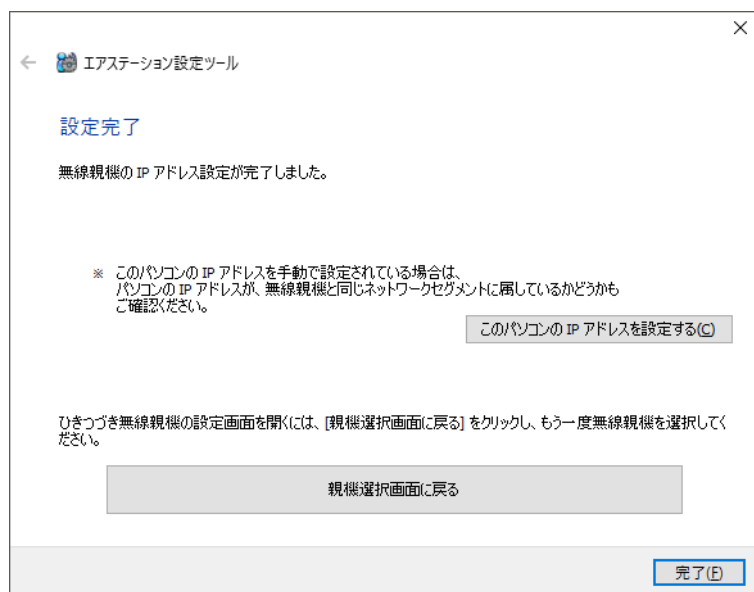 エアステーション設定ツール
設定完了
無線親機の IP アドレス設定が完了しました。
※ このパソコンの IP アドレスを手動で設定されている場合は、
パソコンの IP アドレスが、無線親機と同じネットワークセグメントに属しているかどうかも
ご確認ください。
このパソコンの IP アドレスを設定する(C)
ひきつづき無線親機の設定画面を開くには、[親機選択画面に戻る] をクリックし、もう一度無線親機を選択してく
ださい。
親機選択画面に戻る
完了(F)